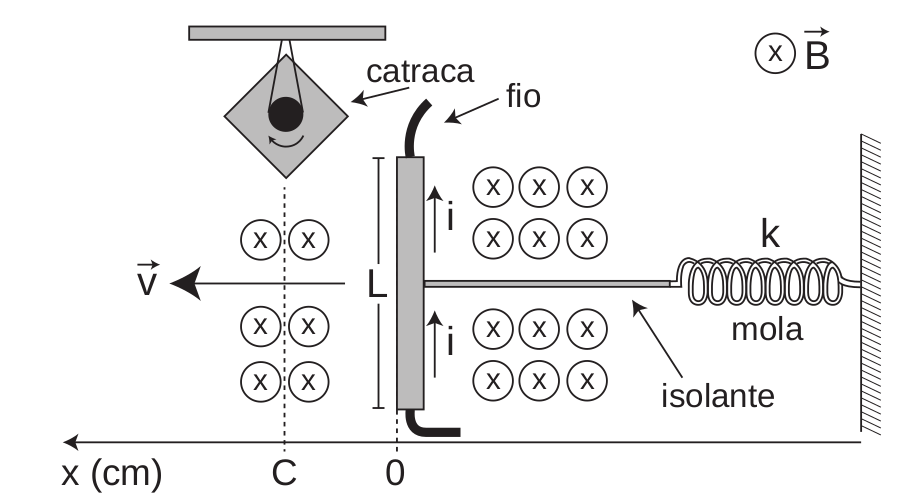 catraca
fio
x B
x x x
i
x x x
x x
k
v
L
mola
x x
i
x x x
x x
x x x
isolante
x (cm)
C
0